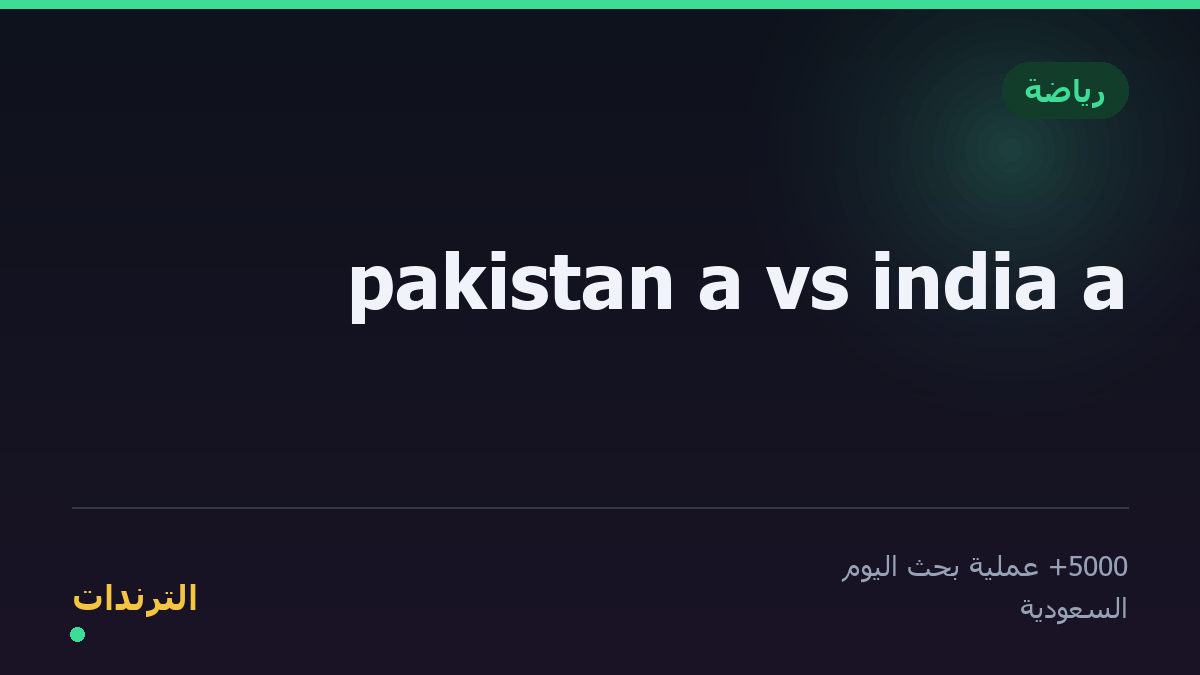 رياضة
pakistan a vs india a
5000+ عملية بحث اليوم
السعودية
الترندات